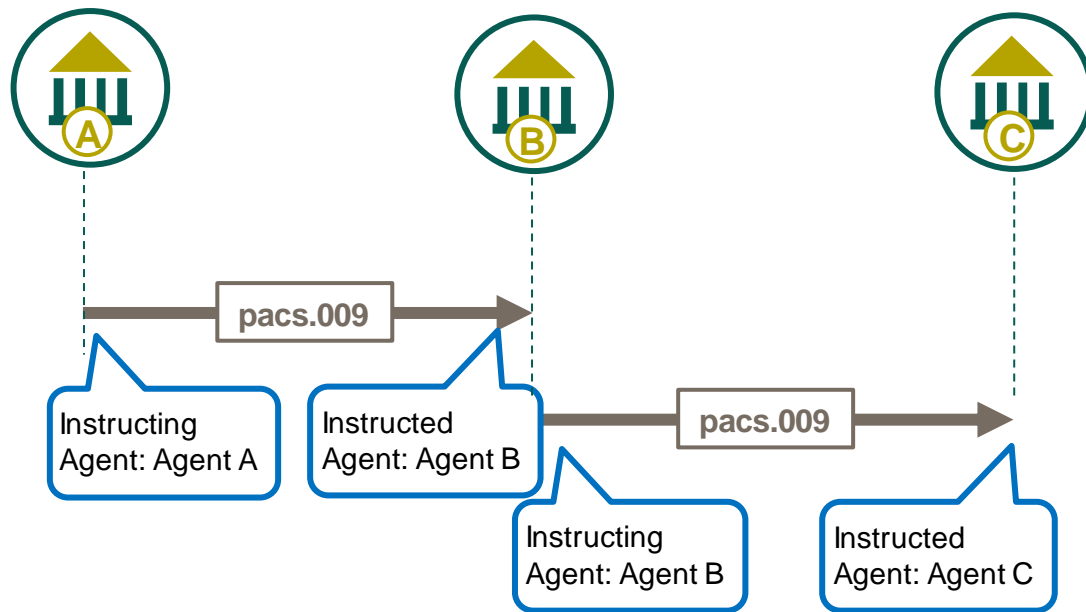 A
B
C
pacs.009
Instructing
Agent: Agent A
Instructed
Agent: Agent B
pacs.009
Instructing
Agent: Agent B
Instructed
Agent: Agent C